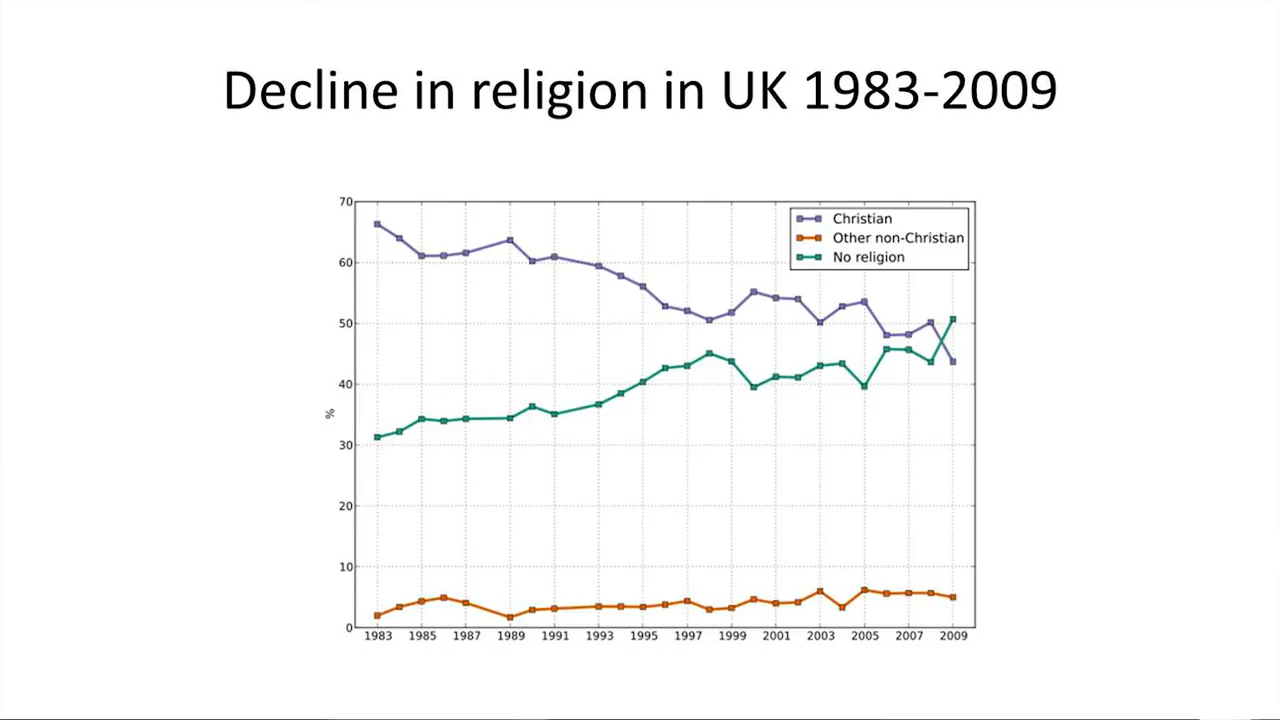 Decline in religion in UK 1983-2009
70
60
50
40
30
20
10
0
%
Christian
Other non-Christian
No religion
1983 1985 1987 1989 1991 1993 1995 1997 1999 2001 2003 2005 2007 2009